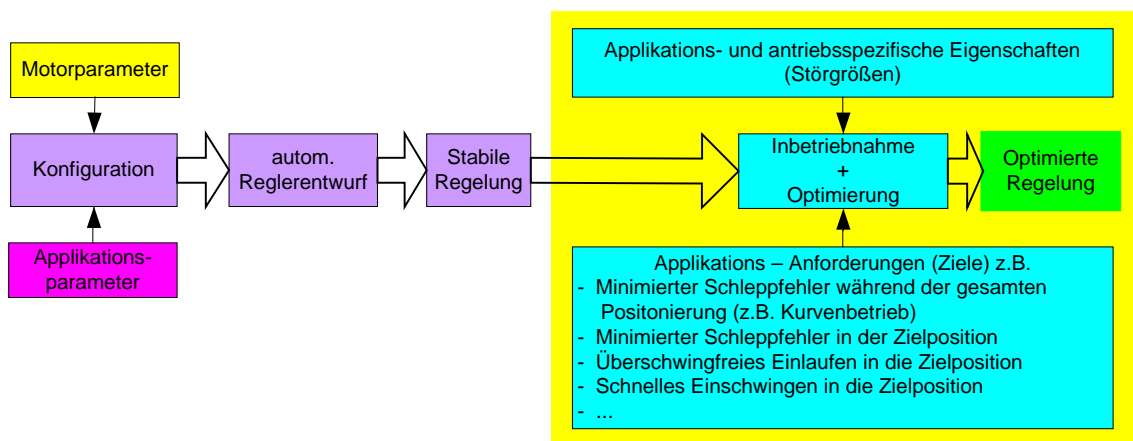 Motorparameter
Konfiguration
Applikations-
parameter
autom.
Reglerentwurf
Stabile
Regelung
Applikations- und antriebsspezifische Eigenschaften
(Störgrößen)
Inbetriebnahme
+
Optimierung
Optimierte
Regelung
Applikations – Anforderungen (Ziele) z.B.
- Minimierter Schleppfehler während der gesamten
Positonierung (z.B. Kurvenbetrieb)
- Minimierter Schleppfehler in der Zielposition
- Überschwingfreies Einlaufen in die Zielposition
- Schnelles Einschwingen in die Zielposition
- ...